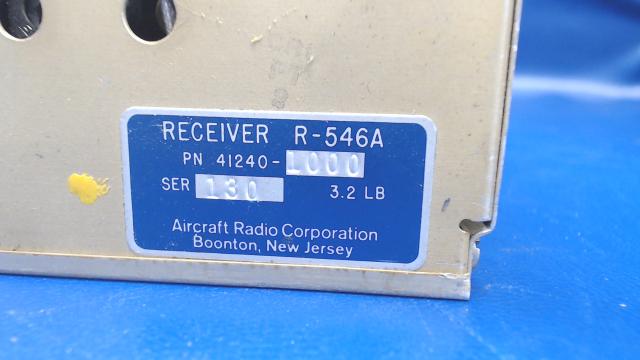 RECEIVER R-546A
PN 41240-1000
SER 130 3.2 LB
Aircraft Radio Corporation
Boonton, New Jersey